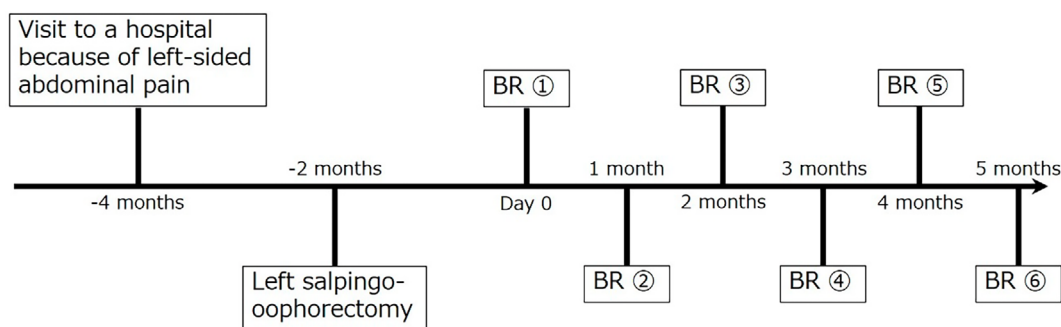 Visit to a hospital
because of left-sided
abdominal pain
BR ①
BR ③
BR ⑤
-2 months
1 month
3 months
5 months
-4 months
Day 0
2 months
4 months
Left salpingo-
oophorectomy
BR ②
BR ④
BR ⑥